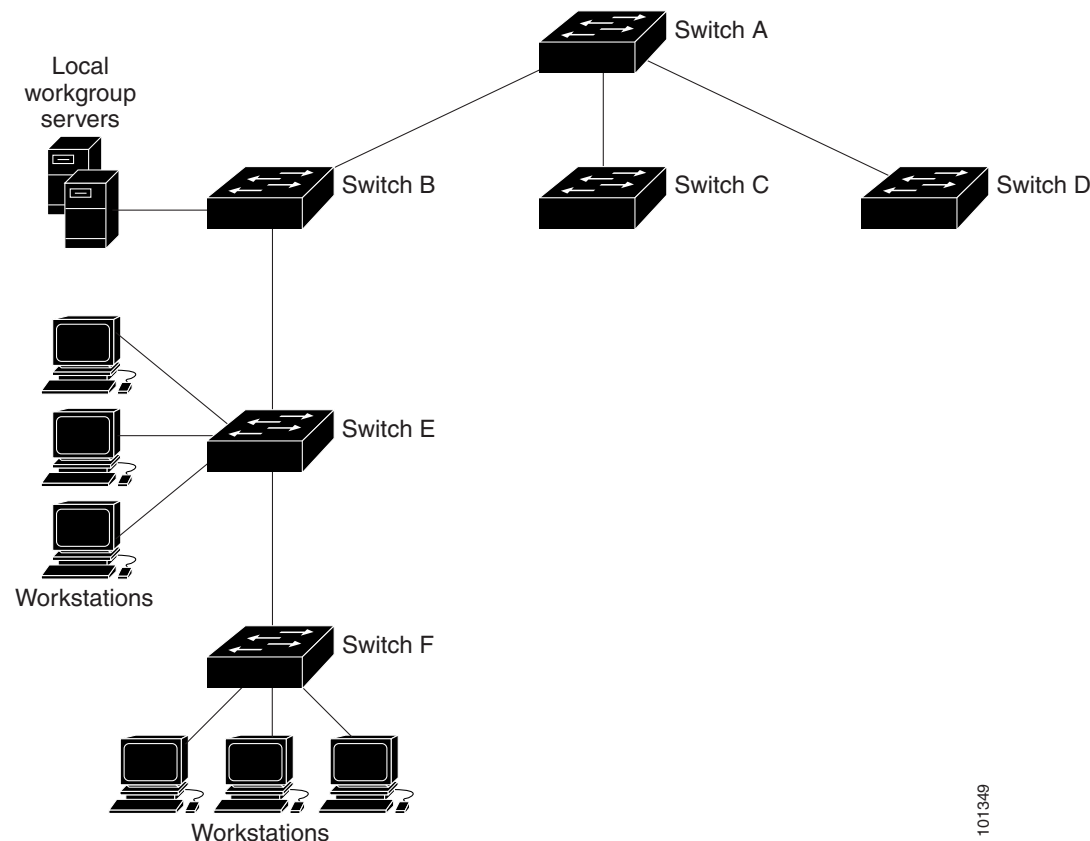 Switch A
Local
workgroup
servers
Switch B
Switch C
Switch D
Switch E
Workstations
Switch F
Workstations
101349